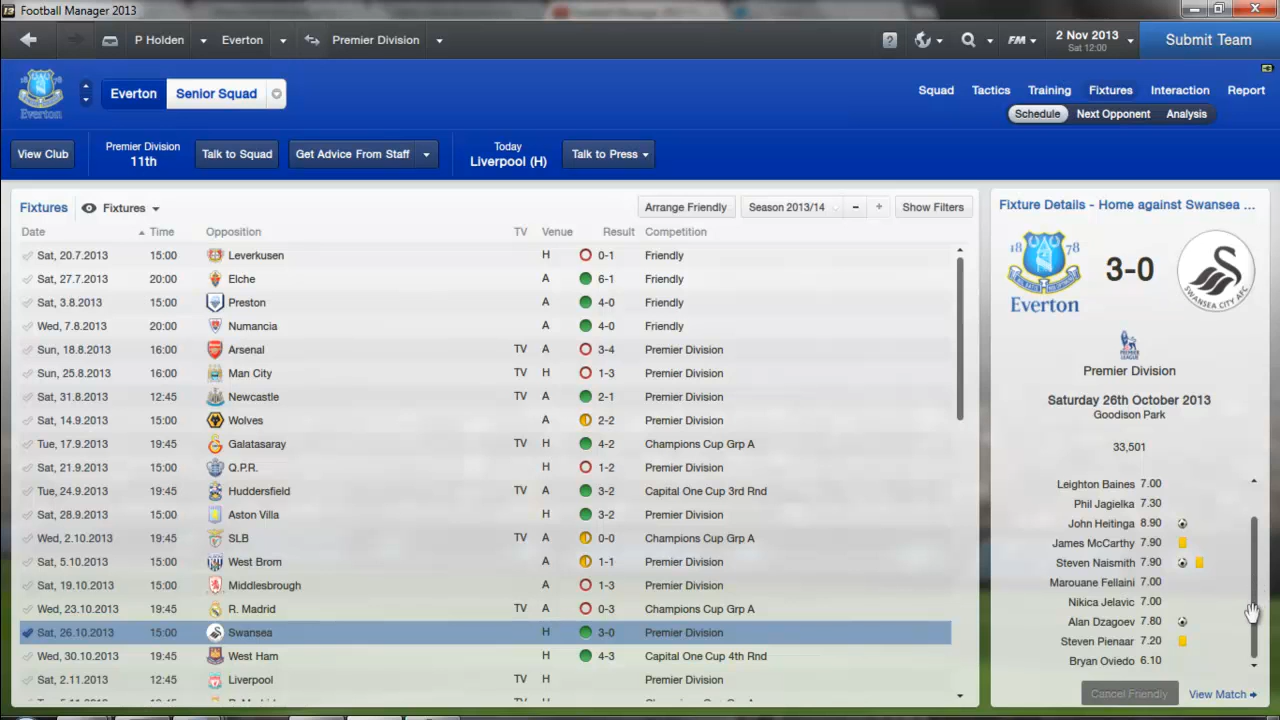 Football Manager 2013
P Holden Everton Premier Division ? FM 2 Nov 2013 Sat 12:00 Submit Team
18 78 Everton
Everton Senior Squad
Squad Tactics Training Fixtures Interaction Report
Schedule Next Opponent Analysis
View Club Premier Division 11th Talk to Squad Get Advice From Staff Today Liverpool (H) Talk to Press
Fixtures Fixtures Arrange Friendly Season 2013/14 - + Show Filters
Date Time Opposition TV Venue Result Competition
Sat, 20.7.2013 15:00 Leverkusen H 0-1 Friendly
Sat, 27.7.2013 20:00 Elche A 6-1 Friendly
Sat, 3.8.2013 15:00 Preston A 4-0 Friendly
Wed, 7.8.2013 20:00 Numancia A 4-0 Friendly
Sun, 18.8.2013 16:00 Arsenal TV A 3-4 Premier Division
Sun, 25.8.2013 16:00 Man City TV H 1-3 Premier Division
Sat, 31.8.2013 12:45 Newcastle TV A 2-1 Premier Division
Sat, 14.9.2013 15:00 Wolves A 2-2 Premier Division
Tue, 17.9.2013 19:45 Galatasaray TV H 4-2 Champions Cup Grp A
Sat, 21.9.2013 15:00 Q.P.R. H 1-2 Premier Division
Tue, 24.9.2013 19:45 Huddersfield TV A 3-2 Capital One Cup 3rd Rnd
Sat, 28.9.2013 15:00 Aston Villa H 3-2 Premier Division
Wed, 2.10.2013 19:45 SLB TV A 0-0 Champions Cup Grp A
Sat, 5.10.2013 15:00 West Brom A 1-1 Premier Division
Sat, 19.10.2013 15:00 Middlesbrough A 1-3 Premier Division
Wed, 23.10.2013 19:45 R. Madrid TV A 0-3 Champions Cup Grp A
Sat, 26.10.2013 15:00 Swansea H 3-0 Premier Division
Wed, 30.10.2013 19:45 West Ham H 4-3 Capital One Cup 4th Rnd
Sat, 2.11.2013 12:45 Liverpool TV H Premier Division
Fixture Details - Home against Swansea ...
18 78 Everton 3-0 SWANSEA CITY AFC
Premier Division
Saturday 26th October 2013
Goodison Park
33,501
Leighton Baines 7.00
Phil Jagielka 7.30
John Heitinga 8.90
James McCarthy 7.90
Steven Naismith 7.90
Marouane Fellaini 7.00
Nikica Jelavic 7.00
Alan Dzagoev 7.80
Steven Pienaar 7.20
Bryan Oviedo 6.10
Cancel Friendly View Match